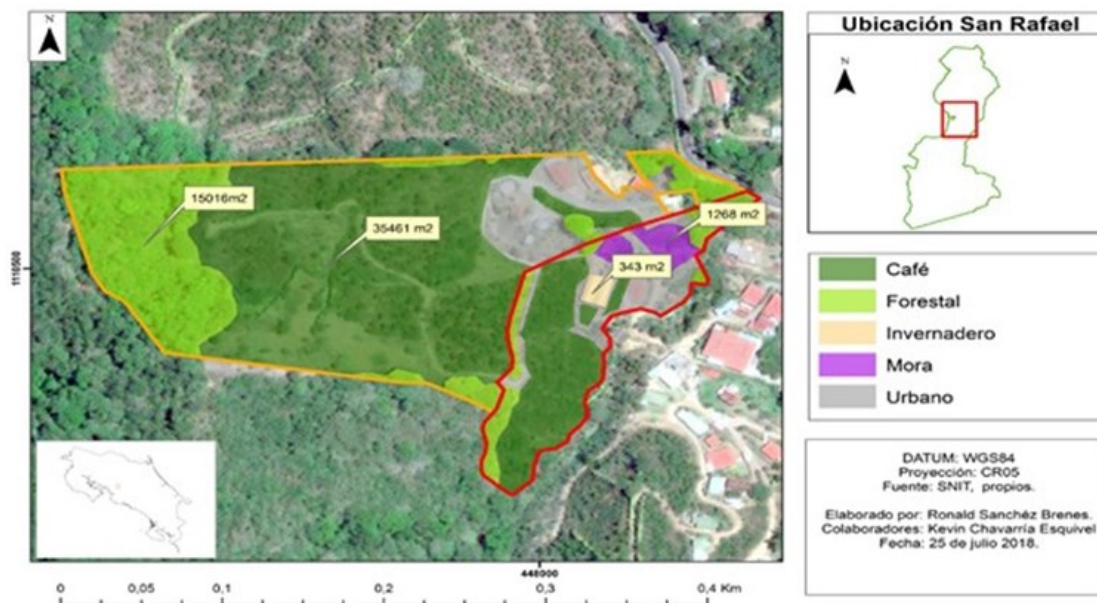 N
15016m2
35461 m2
1268 m2
343 m2
1110500
448000
0 0,05 0,1 0,2 0,3 0,4 Km
Ubicación San Rafael
N
Café
Forestal
Invernadero
Mora
Urbano
DATUM: WGS84
Proyección: CR05
Fuente: SNIT, propios.
Elaborado por: Ronald Sanchéz Brenes.
Colaboradores: Kevin Chavarría Esquivel
Fecha: 25 de julio 2018.